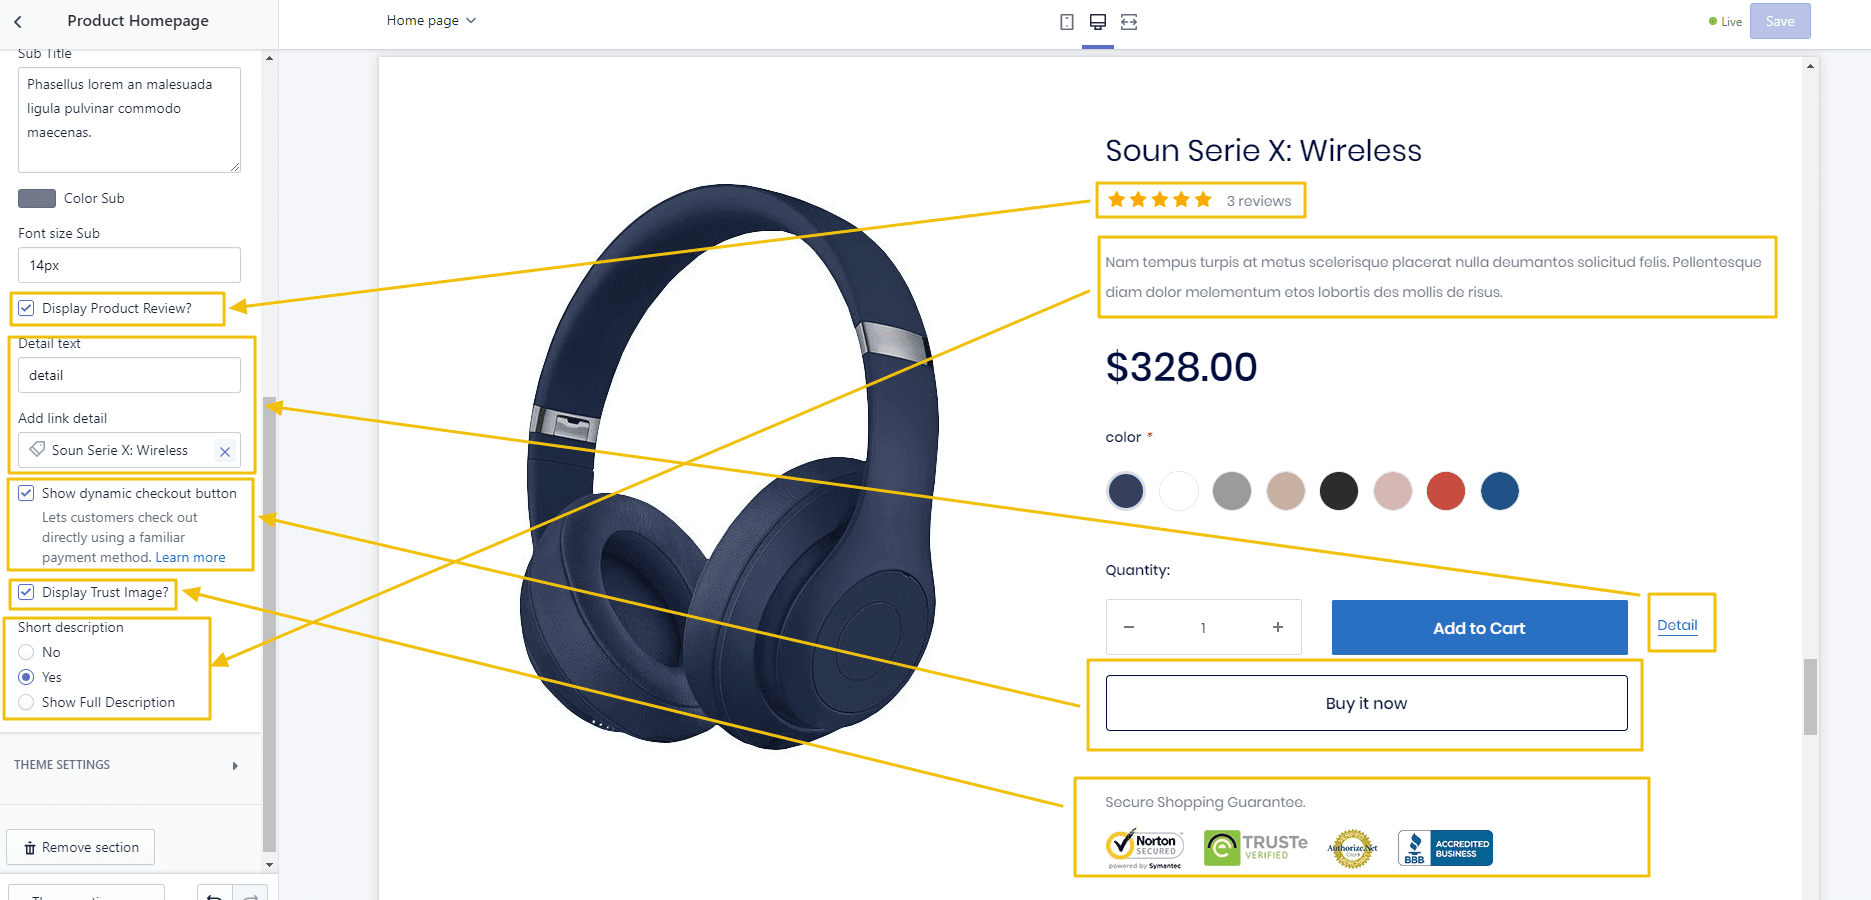 Product Homepage
Home page
Live
Save
Sub Title
Phasellus lorem an malesuada
ligula pulvinar commodo
maecenas.
Color Sub
Font size Sub
14px
Display Product Review?
Detail text
detail
Add link detail
Soun Serie X: Wireless
Show dynamic checkout button
Lets customers check out
directly using a familiar
payment method. Learn more
Display Trust Image?
Short description
No
Yes
Show Full Description
THEME SETTINGS
Remove section
Soun Serie X: Wireless
3 reviews
Nam tempus turpis at metus scelerisque placerat nulla deumantos solicitud felis. Pellentesque
diam dolor melementum etos lobortis des mollis de risus.
$328.00
color *
Quantity:
1
Add to Cart
Detail
Buy it now
Secure Shopping Guarantee.
Norton
SECURED
powered by Symantec
TRUSTe
VERIFIED
Authorize.Net
BBB
ACCREDITED
BUSINESS